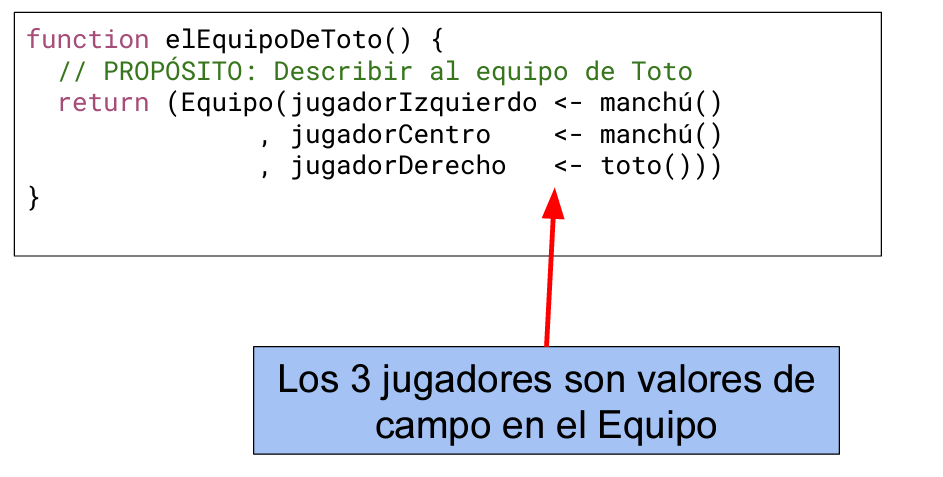 function elEquipoDeToto() {
  // PROPÓSITO: Describir al equipo de Toto
  return (Equipo(jugadorIzquierdo <- manchú()
               , jugadorCentro    <- manchú()
               , jugadorDerecho   <- toto()))
}
Los 3 jugadores son valores de
campo en el Equipo